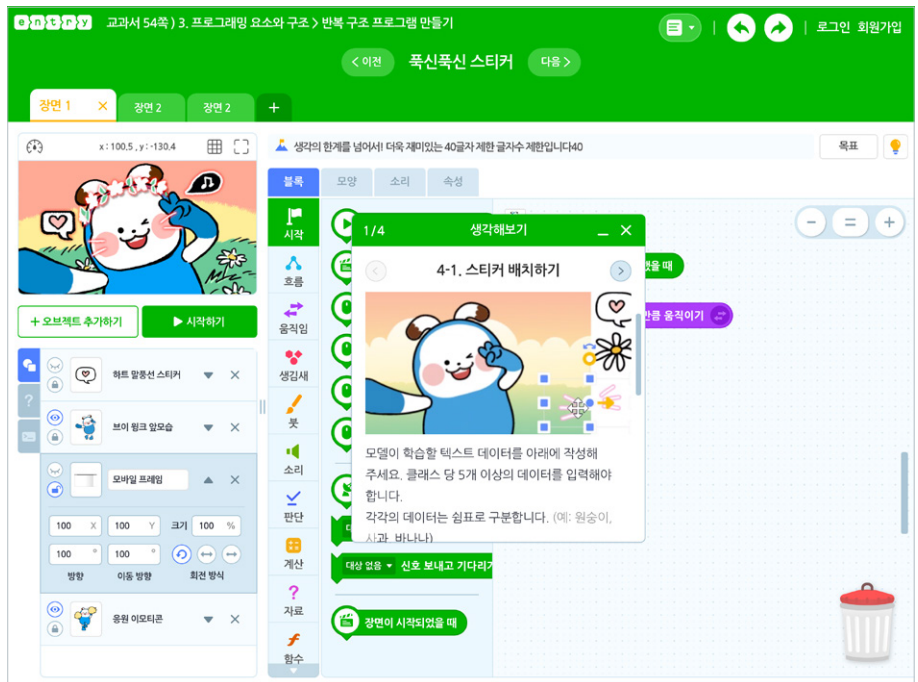 entry 교과서 54쪽 ) 3. 프로그래밍 요소와 구조 > 반복 구조 프로그램 만들기
로그인 회원가입
< 이전 푹신푹신 스티커 다음 >
장면 1 × 장면 2 장면 2 +
x : 100.5 , y : -130.4
생각의 한계를 넘어서! 더욱 재미있는 40글자 제한 글자수 제한입니다40
목표
블록 모양 소리 속성
시작
흐름
움직임
생김새
붓
소리
판단
계산
? 자료
함수
+ 오브젝트 추가하기
시작하기
하트 말풍선 스티커
브이 윙크 앞모습
모바일 프레임
100 X 100 Y 크기 100 %
100 ° 100 °
방향 이동 방향 회전 방식
응원 이모티콘
1/4 생각해보기
4-1. 스티커 배치하기
모델이 학습할 텍스트 데이터를 아래에 작성해
주세요. 클래스 당 5개 이상의 데이터를 입력해야
합니다.
각각의 데이터는 쉼표로 구분합니다. (예: 원숭이,
사과, 바나나)
했을 때
만큼 움직이기
대상 없음 신호 보내고 기다리기
장면이 시작되었을 때
− = +